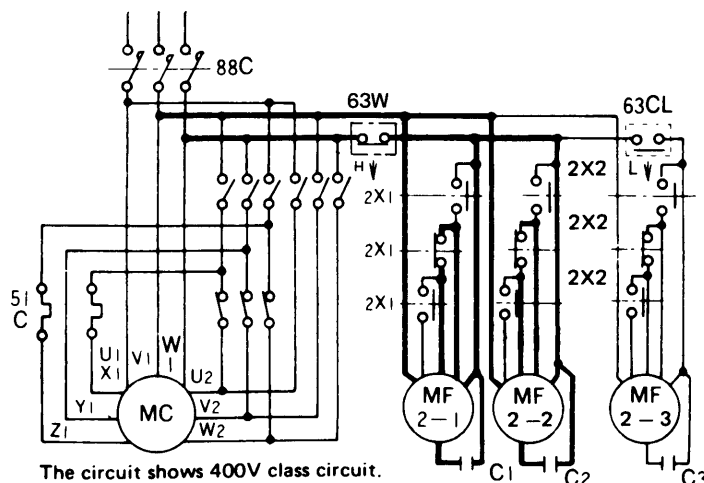 88C
63W
63CL
H
L
2X1
2X2
2X1
2X2
2X1
2X2
51
C
U1
X1
V1
W
1
U2
Y1
V2
Z1
W2
MC
MF
2-1
MF
2-2
MF
2-3
C1
C2
C3
The circuit shows 400V class circuit.